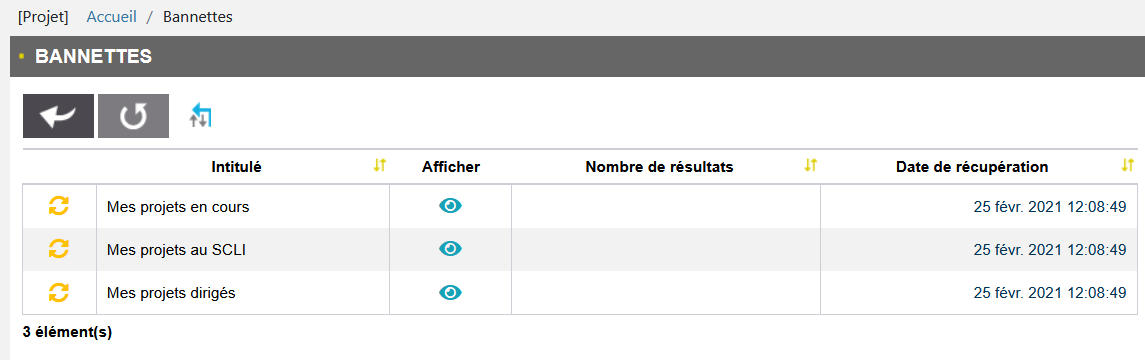 [Projet] Accueil / Bannettes
BANNETTES
Intitulé Afficher Nombre de résultats Date de récupération
Mes projets en cours 25 févr. 2021 12:08:49
Mes projets au SCLI 25 févr. 2021 12:08:49
Mes projets dirigés 25 févr. 2021 12:08:49
3 élément(s)